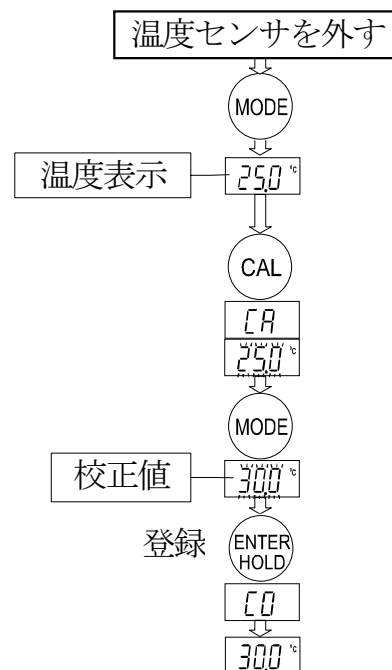 温度センサを外す
MODE
温度表示
25.0 ℃
CAL
CA
25.0 ℃
MODE
校正値
30.0 ℃
登録
ENTER
HOLD
CO
30.0 ℃